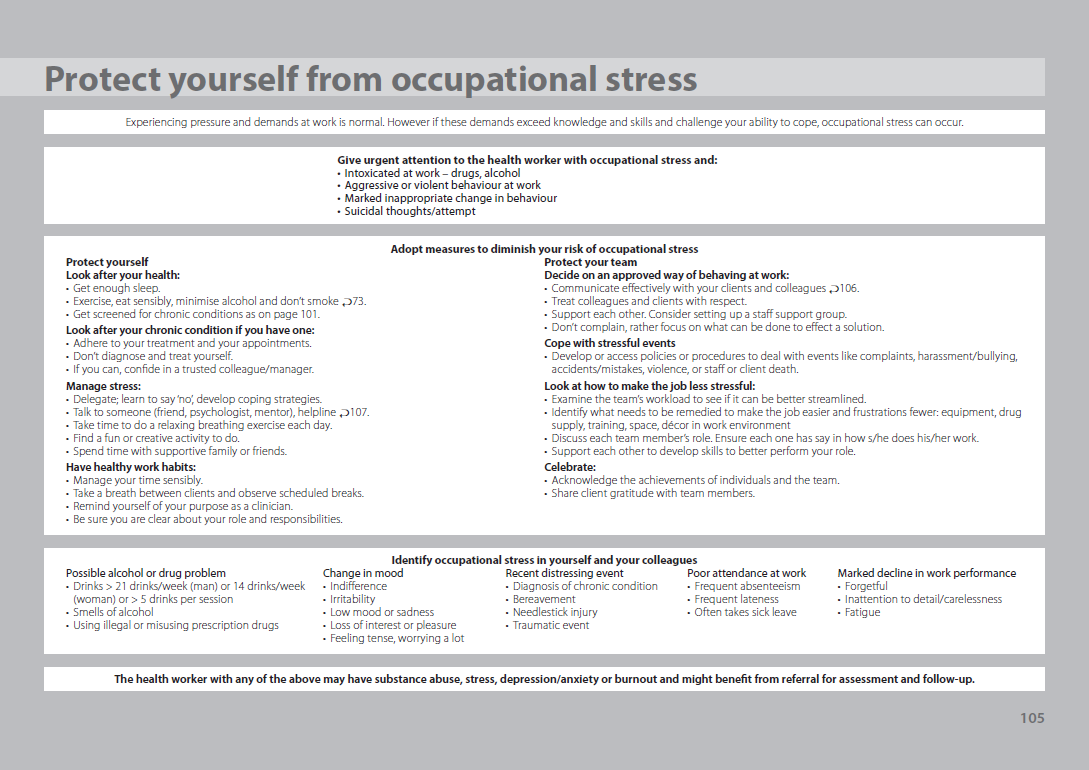 Protect yourself from occupational stress
Experiencing pressure and demands at work is normal. However if these demands exceed knowledge and skills and challenge your ability to cope, occupational stress can occur.
Give urgent attention to the health worker with occupational stress and:
• Intoxicated at work – drugs, alcohol
• Aggressive or violent behaviour at work
• Marked inappropriate change in behaviour
• Suicidal thoughts/attempt
Adopt measures to diminish your risk of occupational stress
Protect yourself
Look after your health:
• Get enough sleep.
• Exercise, eat sensibly, minimise alcohol and don't smoke ⮌73.
• Get screened for chronic conditions as on page 101.
Look after your chronic condition if you have one:
• Adhere to your treatment and your appointments.
• Don't diagnose and treat yourself.
• If you can, confide in a trusted colleague/manager.
Manage stress:
• Delegate; learn to say 'no', develop coping strategies.
• Talk to someone (friend, psychologist, mentor), helpline ⮌107.
• Take time to do a relaxing breathing exercise each day.
• Find a fun or creative activity to do.
• Spend time with supportive family or friends.
Have healthy work habits:
• Manage your time sensibly.
• Take a breath between clients and observe scheduled breaks.
• Remind yourself of your purpose as a clinician.
• Be sure you are clear about your role and responsibilities.
Protect your team
Decide on an approved way of behaving at work:
• Communicate effectively with your clients and colleagues ⮌106.
• Treat colleagues and clients with respect.
• Support each other. Consider setting up a staff support group.
• Don't complain, rather focus on what can be done to effect a solution.
Cope with stressful events
• Develop or access policies or procedures to deal with events like complaints, harassment/bullying,
accidents/mistakes, violence, or staff or client death.
Look at how to make the job less stressful:
• Examine the team's workload to see if it can be better streamlined.
• Identify what needs to be remedied to make the job easier and frustrations fewer: equipment, drug
supply, training, space, décor in work environment
• Discuss each team member's role. Ensure each one has say in how s/he does his/her work.
• Support each other to develop skills to better perform your role.
Celebrate:
• Acknowledge the achievements of individuals and the team.
• Share client gratitude with team members.
Identify occupational stress in yourself and your colleagues
Possible alcohol or drug problem
• Drinks > 21 drinks/week (man) or 14 drinks/week
(woman) or > 5 drinks per session
• Smells of alcohol
• Using illegal or misusing prescription drugs
Change in mood
• Indifference
• Irritability
• Low mood or sadness
• Loss of interest or pleasure
• Feeling tense, worrying a lot
Recent distressing event
• Diagnosis of chronic condition
• Bereavement
• Needlestick injury
• Traumatic event
Poor attendance at work
• Frequent absenteeism
• Frequent lateness
• Often takes sick leave
Marked decline in work performance
• Forgetful
• Inattention to detail/carelessness
• Fatigue
The health worker with any of the above may have substance abuse, stress, depression/anxiety or burnout and might benefit from referral for assessment and follow-up.
105